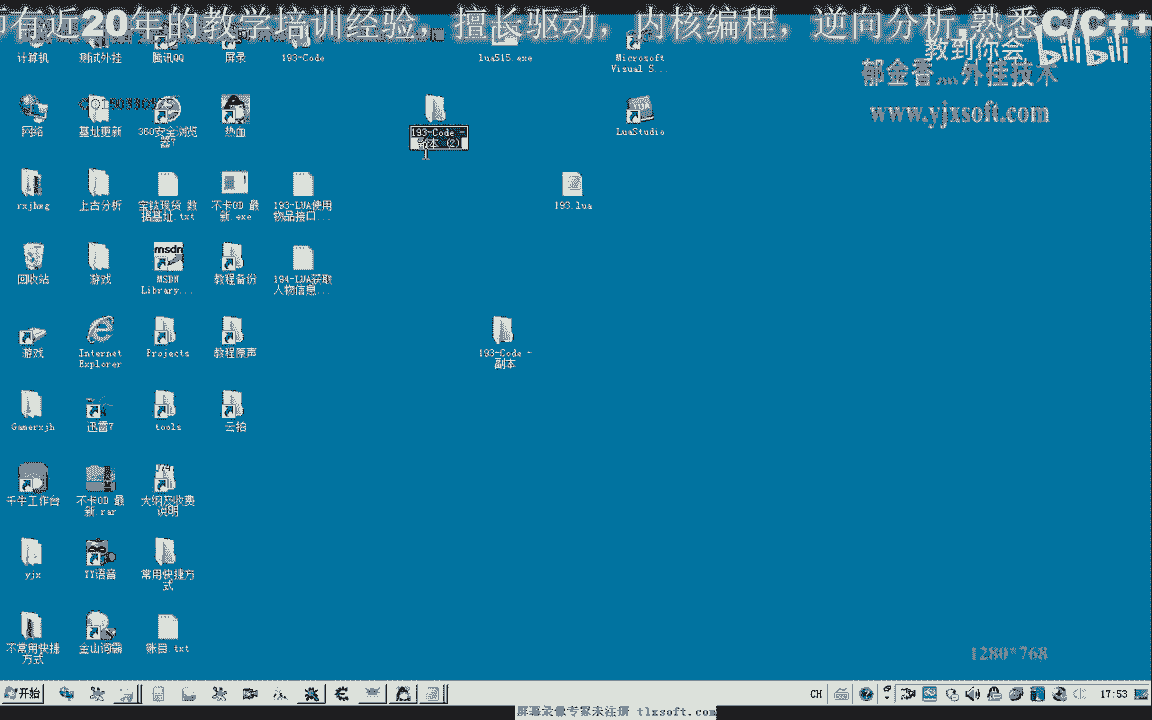 有近20年的教学培训经验，擅长驱动，内核编程，逆向分析,熟悉C/C++
教到你会
bilibili
郁金香灬外挂技术
www.yjxsoft.com
计算机
测试外挂
腾讯QQ
屏录
193-Code
lua515.exe
Microsoft
Visual S...
网络
基址更新
360安全浏览
器7
热血
193-Code -
副本 (2)
LuaStudio
rxjhwg
上古分析
宝钛现货 数
据基址.txt
不卡OD 最
新.exe
193-LUA使用
物品接口...
193.lua
回收站
游戏
MSDN
Library...
教程备份
194-LUA获取
人物信息...
游戏
Internet
Explorer
Projects
教程原声
193-Code -
副本
Gamerxjh
迅雷7
tools
云拍
千牛工作台
不卡OD 最
新.rar
大纲及收费
说明
yjx
YY语音
常用快捷方
式
不常用快捷
方式
金山词霸
账目.txt
1280*768
开始
CH
17:53
屏幕录像专家未注册 tlxsoft.com